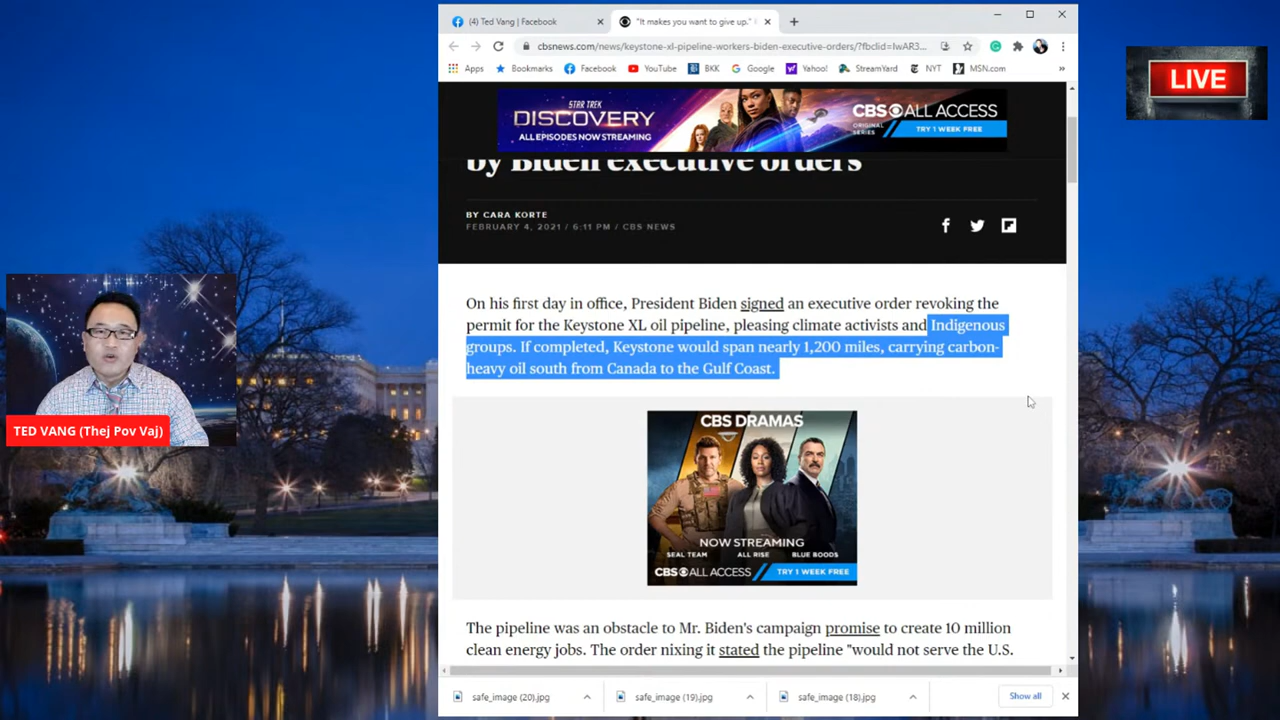 (4) Ted Vang | Facebook
"It makes you want to give up."
cbsnews.com/news/keystone-xl-pipeline-workers-biden-executive-orders/?fbclid=IwAR3...
Apps
Bookmarks
Facebook
YouTube
BKK
Google
Yahoo!
StreamYard
NYT
MSN.com
»
STAR TREK
DISCOVERY
ALL EPISODES NOW STREAMING
CBS ALL ACCESS
ORIGINAL
SERIES
TRY 1 WEEK FREE
by Biden executive orders
BY CARA KORTE
FEBRUARY 4, 2021 / 6:11 PM / CBS NEWS
On his first day in office, President Biden signed an executive order revoking the
permit for the Keystone XL oil pipeline, pleasing climate activists and Indigenous
groups. If completed, Keystone would span nearly 1,200 miles, carrying carbon-
heavy oil south from Canada to the Gulf Coast.
CBS DRAMAS
NOW STREAMING
SEAL TEAM
ALL RISE
BLUE BOODS
CBS ALL ACCESS
TRY 1 WEEK FREE
The pipeline was an obstacle to Mr. Biden's campaign promise to create 10 million
clean energy jobs. The order nixing it stated the pipeline "would not serve the U.S.
safe_image (20).jpg
safe_image (19).jpg
safe_image (18).jpg
Show all
LIVE
TED VANG (Thej Pov Vaj)